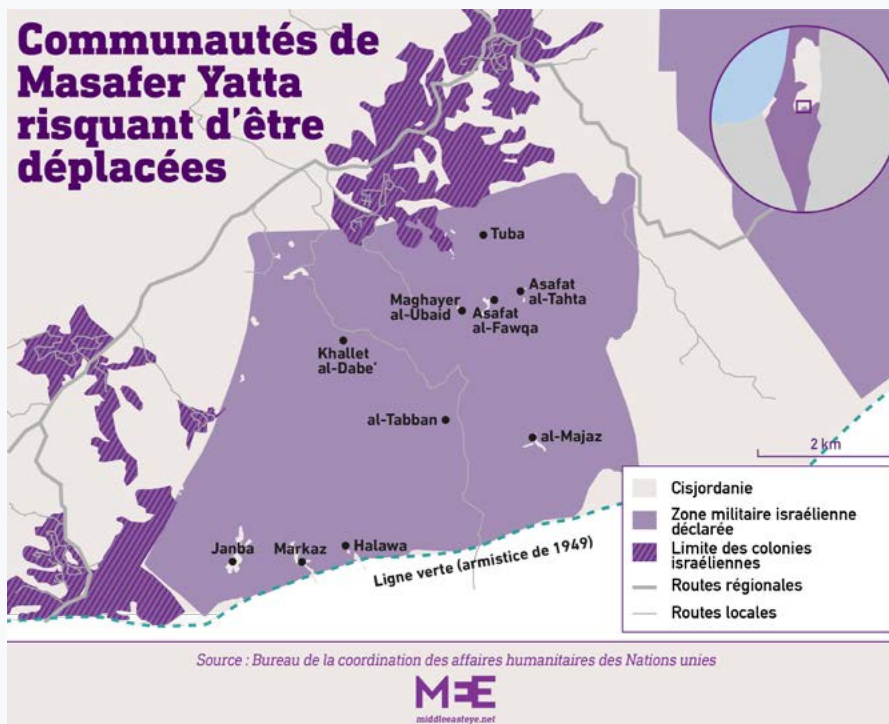 Communautés de
Masafer Yatta
risquant d'être
déplacées
Tuba
Asafat
al-Tahta
Maghayer
al-Ubaid
Asafat
al-Fawqa
Khallet
al-Dabe'
al-Tabban
al-Majaz
2 km
Janba
Markaz
Halawa
Ligne verte (armistice de 1949)
Cisjordanie
Zone militaire israélienne
déclarée
Limite des colonies
israéliennes
Routes régionales
Routes locales
Source : Bureau de la coordination des affaires humanitaires des Nations unies
MEE
middleeasteye.net